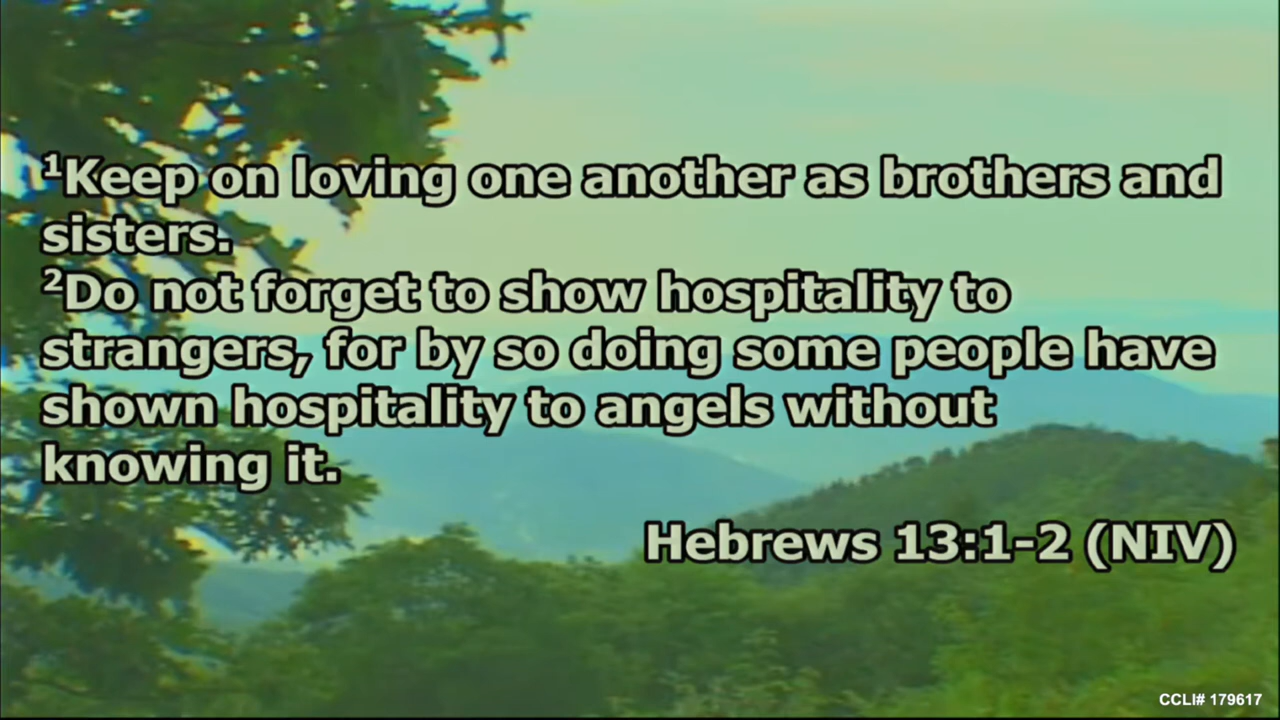 ¹Keep on loving one another as brothers and
sisters.
²Do not forget to show hospitality to
strangers, for by so doing some people have
shown hospitality to angels without
knowing it.
Hebrews 13:1-2 (NIV)
CCLI# 179617